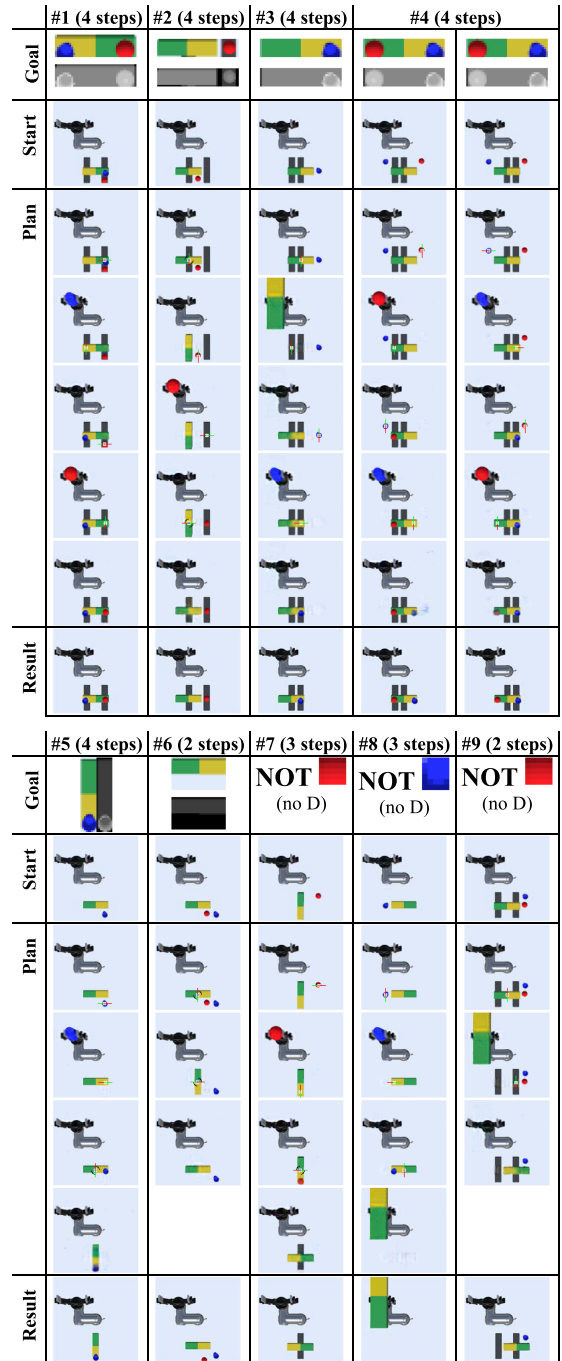 #1 (4 steps) #2 (4 steps) #3 (4 steps) #4 (4 steps)
Goal
Start
Plan
Result
#5 (4 steps) #6 (2 steps) #7 (3 steps) #8 (3 steps) #9 (2 steps)
Goal
NOT NOT NOT
(no D) (no D) (no D)
Start
Plan
Result